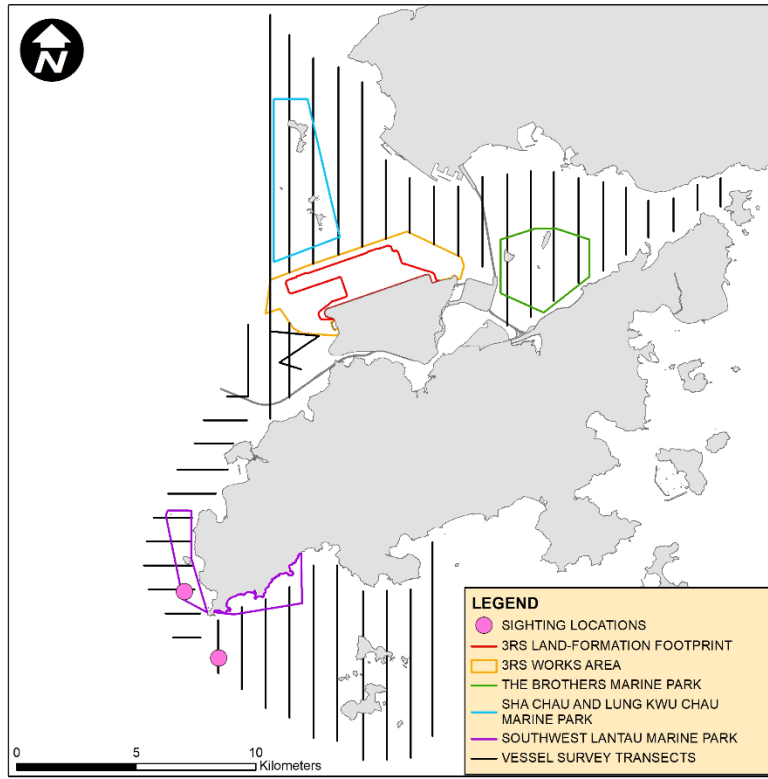 N
LEGEND
SIGHTING LOCATIONS
3RS LAND-FORMATION FOOTPRINT
3RS WORKS AREA
THE BROTHERS MARINE PARK
SHA CHAU AND LUNG KWU CHAU
MARINE PARK
SOUTHWEST LANTAU MARINE PARK
VESSEL SURVEY TRANSECTS
0 5 10
Kilometers